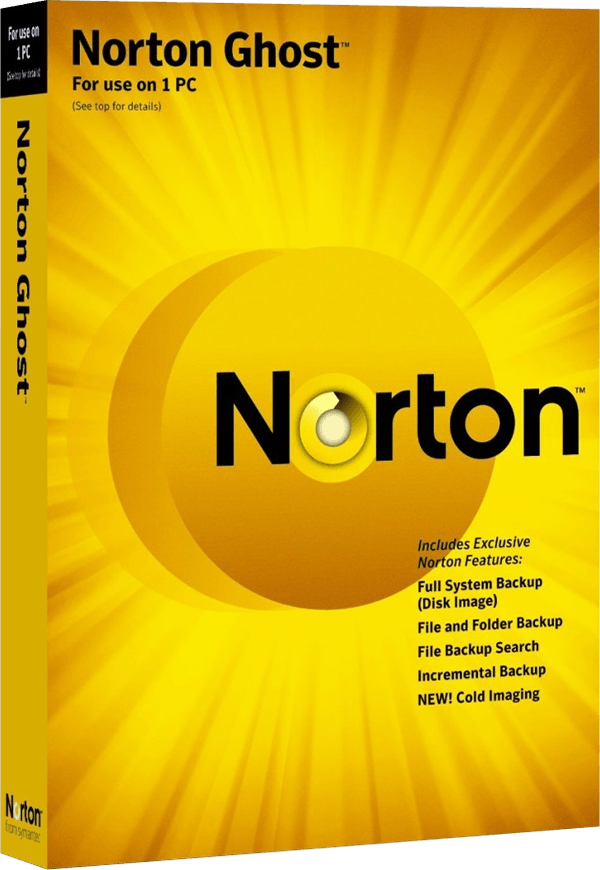 For use on
1 PC
(See top for details)
Norton Ghost™
Norton
from symantec
Norton Ghost™
For use on 1 PC
(See top for details)
Norton™
Includes Exclusive
Norton Features:
Full System Backup
(Disk Image)
File and Folder Backup
File Backup Search
Incremental Backup
NEW! Cold Imaging